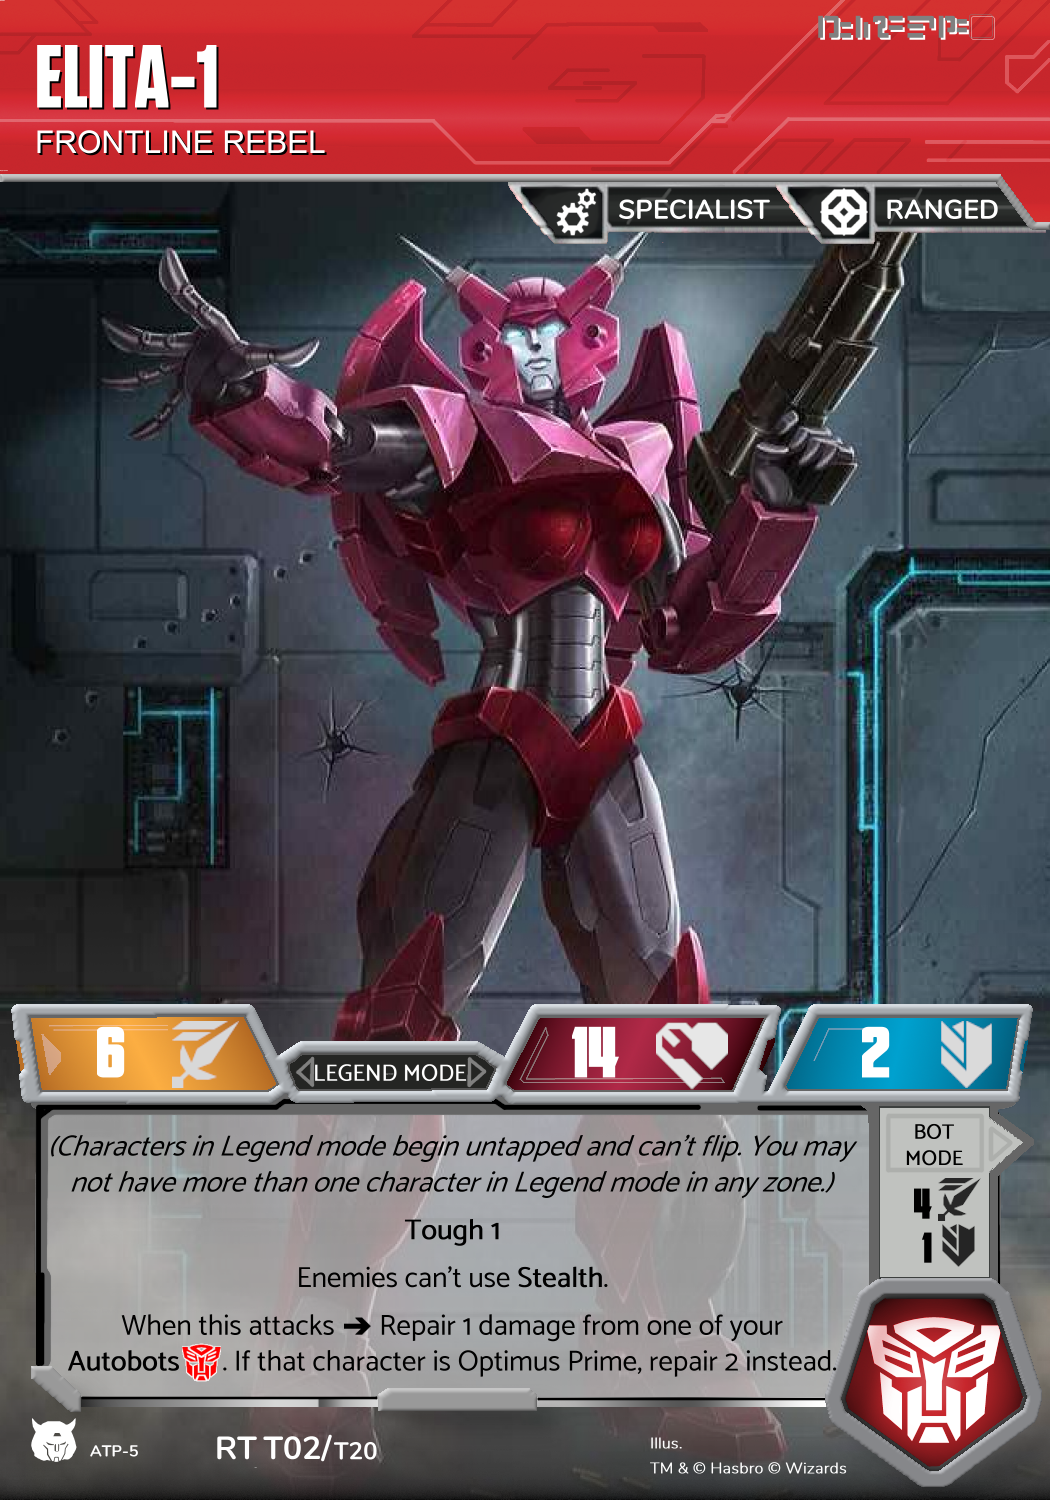 ELITA-1
FRONTLINE REBEL
SPECIALIST
RANGED
6
LEGEND MODE
14
2
(Characters in Legend mode begin untapped and can't flip. You may
not have more than one character in Legend mode in any zone.)
Tough 1
Enemies can't use Stealth.
When this attacks ➔ Repair 1 damage from one of your
Autobots. If that character is Optimus Prime, repair 2 instead.
BOT
MODE
4
1
ATP-5
RT T02/T20
Illus.
TM & © Hasbro © Wizards